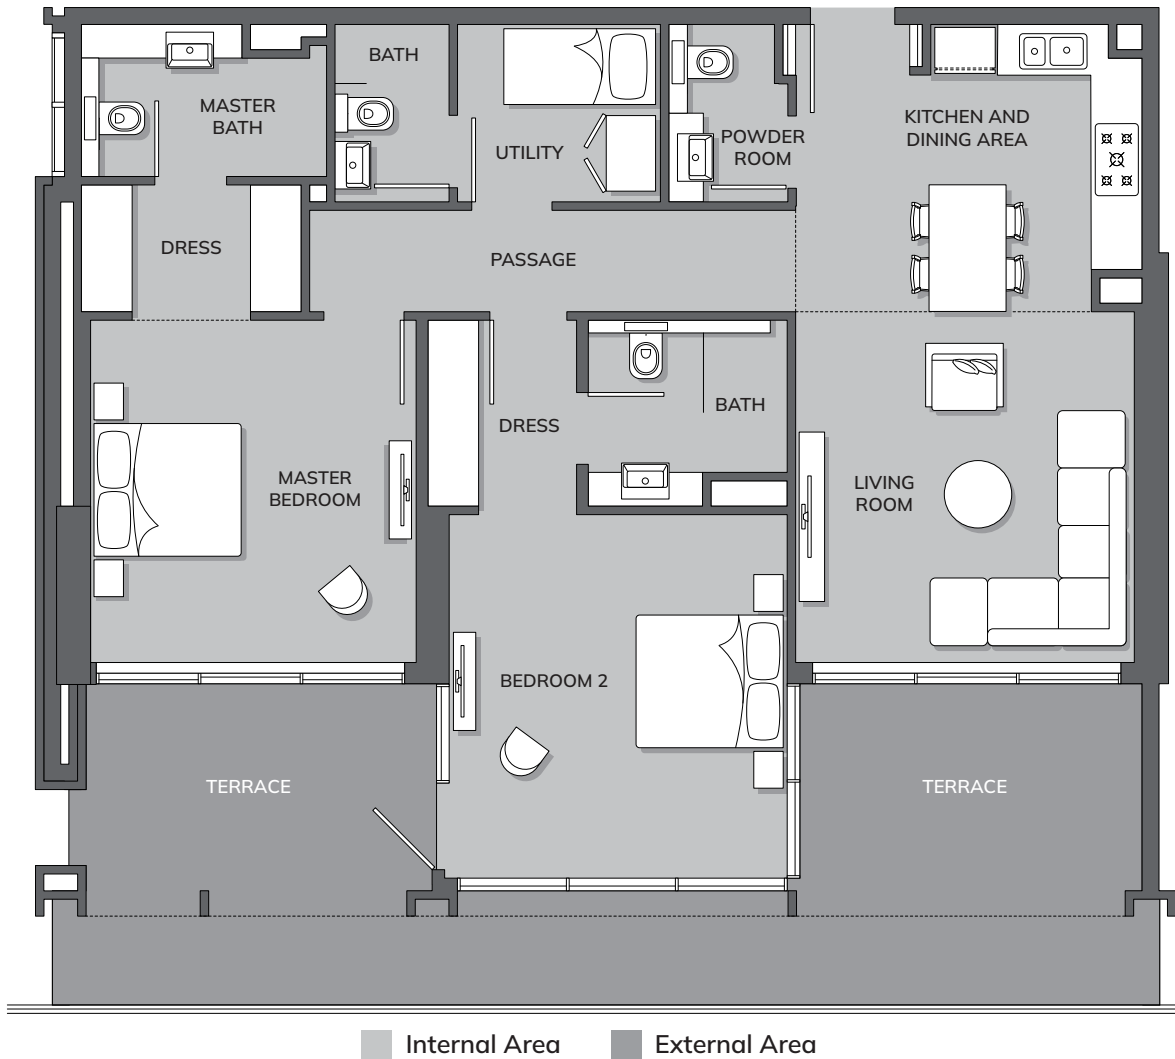 BATH
MASTER
BATH
UTILITY
POWDER
ROOM
KITCHEN AND
DINING AREA
DRESS
PASSAGE
DRESS
BATH
MASTER
BEDROOM
LIVING
ROOM
BEDROOM 2
TERRACE
TERRACE
Internal Area
External Area